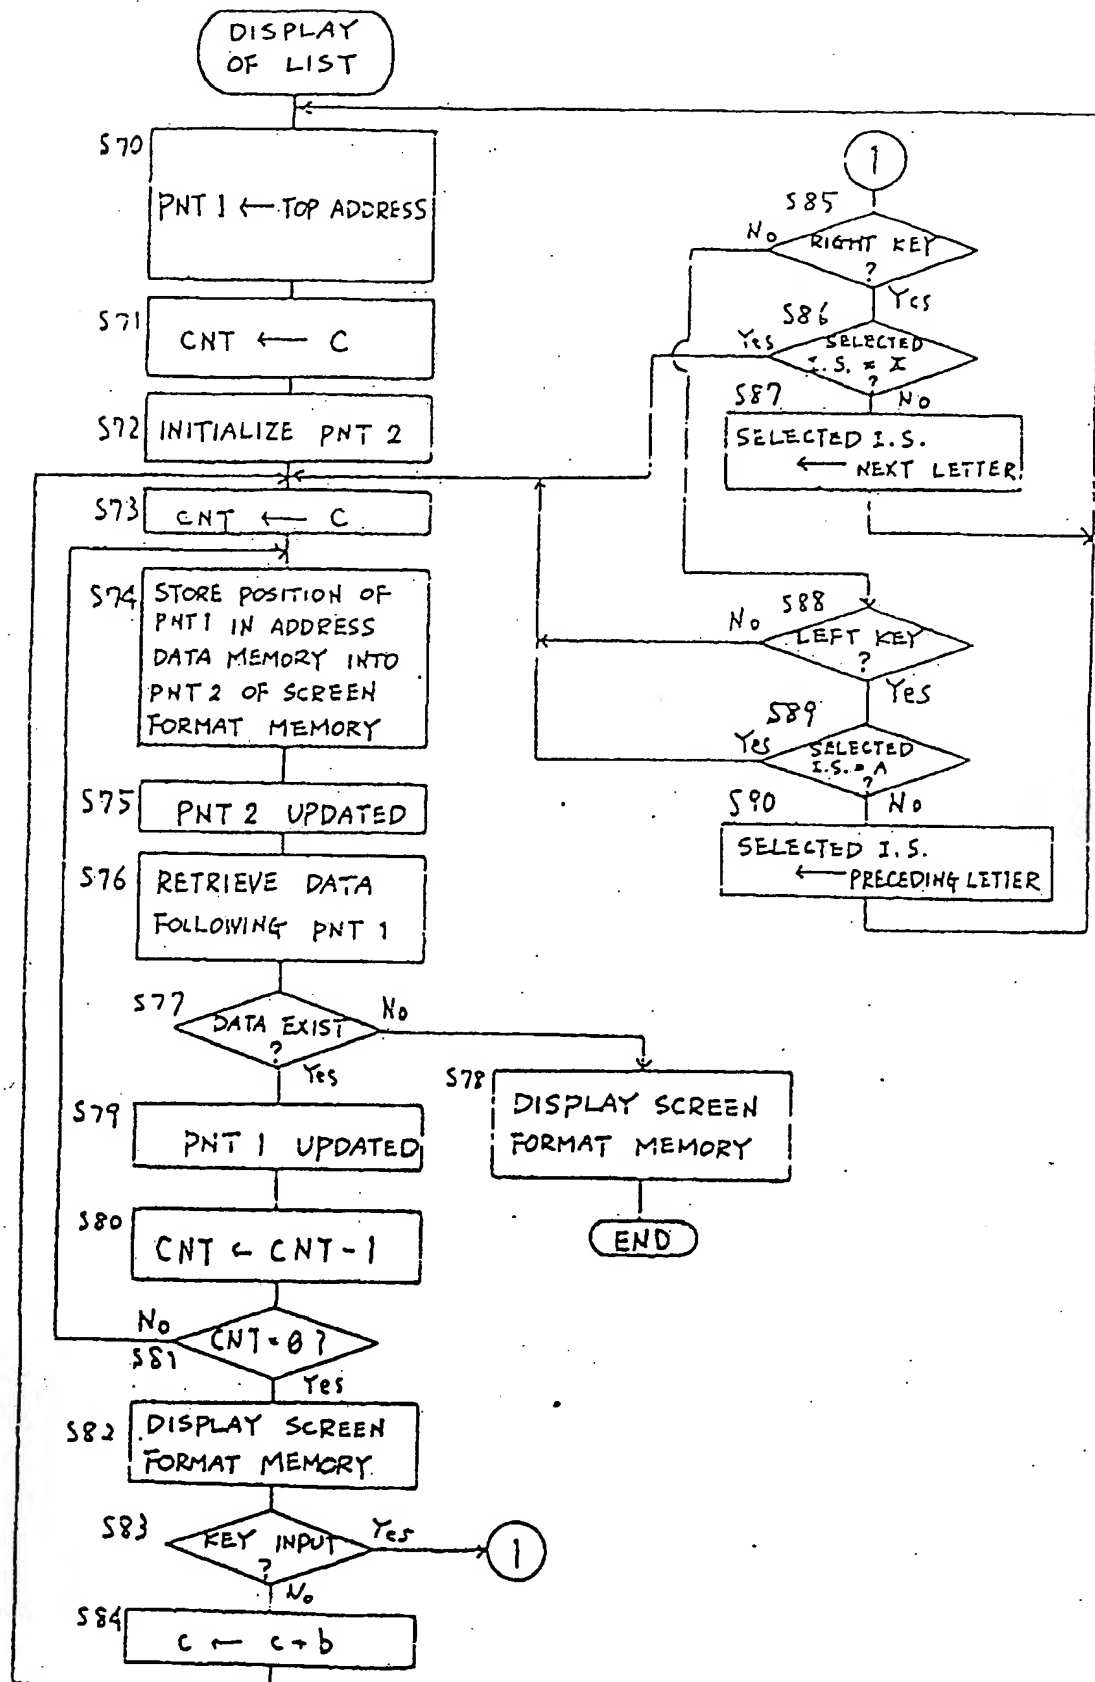 DISPLAY
OF LIST
S70
PNT 1 ← TOP ADDRESS
S71
CNT ← C
S72
INITIALIZE PNT 2
S73
CNT ← C
S74
STORE POSITION OF
PNT1 IN ADDRESS
DATA MEMORY INTO
PNT 2 OF SCREEN
FORMAT MEMORY
S75
PNT 2 UPDATED
S76
RETRIEVE DATA
FOLLOWING PNT 1
S77
DATA EXIST
?
No
Yes
S78
DISPLAY SCREEN
FORMAT MEMORY
END
S79
PNT 1 UPDATED
S80
CNT ← CNT-1
No
CNT=0?
S81
Yes
S82
DISPLAY SCREEN
FORMAT MEMORY
S83
KEY INPUT
?
Yes
1
No
S84
c ← c+b
1
S85
No
RIGHT KEY
?
Yes
S86
Yes
SELECTED
I.S. = I
?
No
S87
SELECTED I.S.
← NEXT LETTER
S88
No
LEFT KEY
?
Yes
S89
Yes
SELECTED
I.S. = A
?
No
S90
SELECTED I.S.
← PRECEDING LETTER